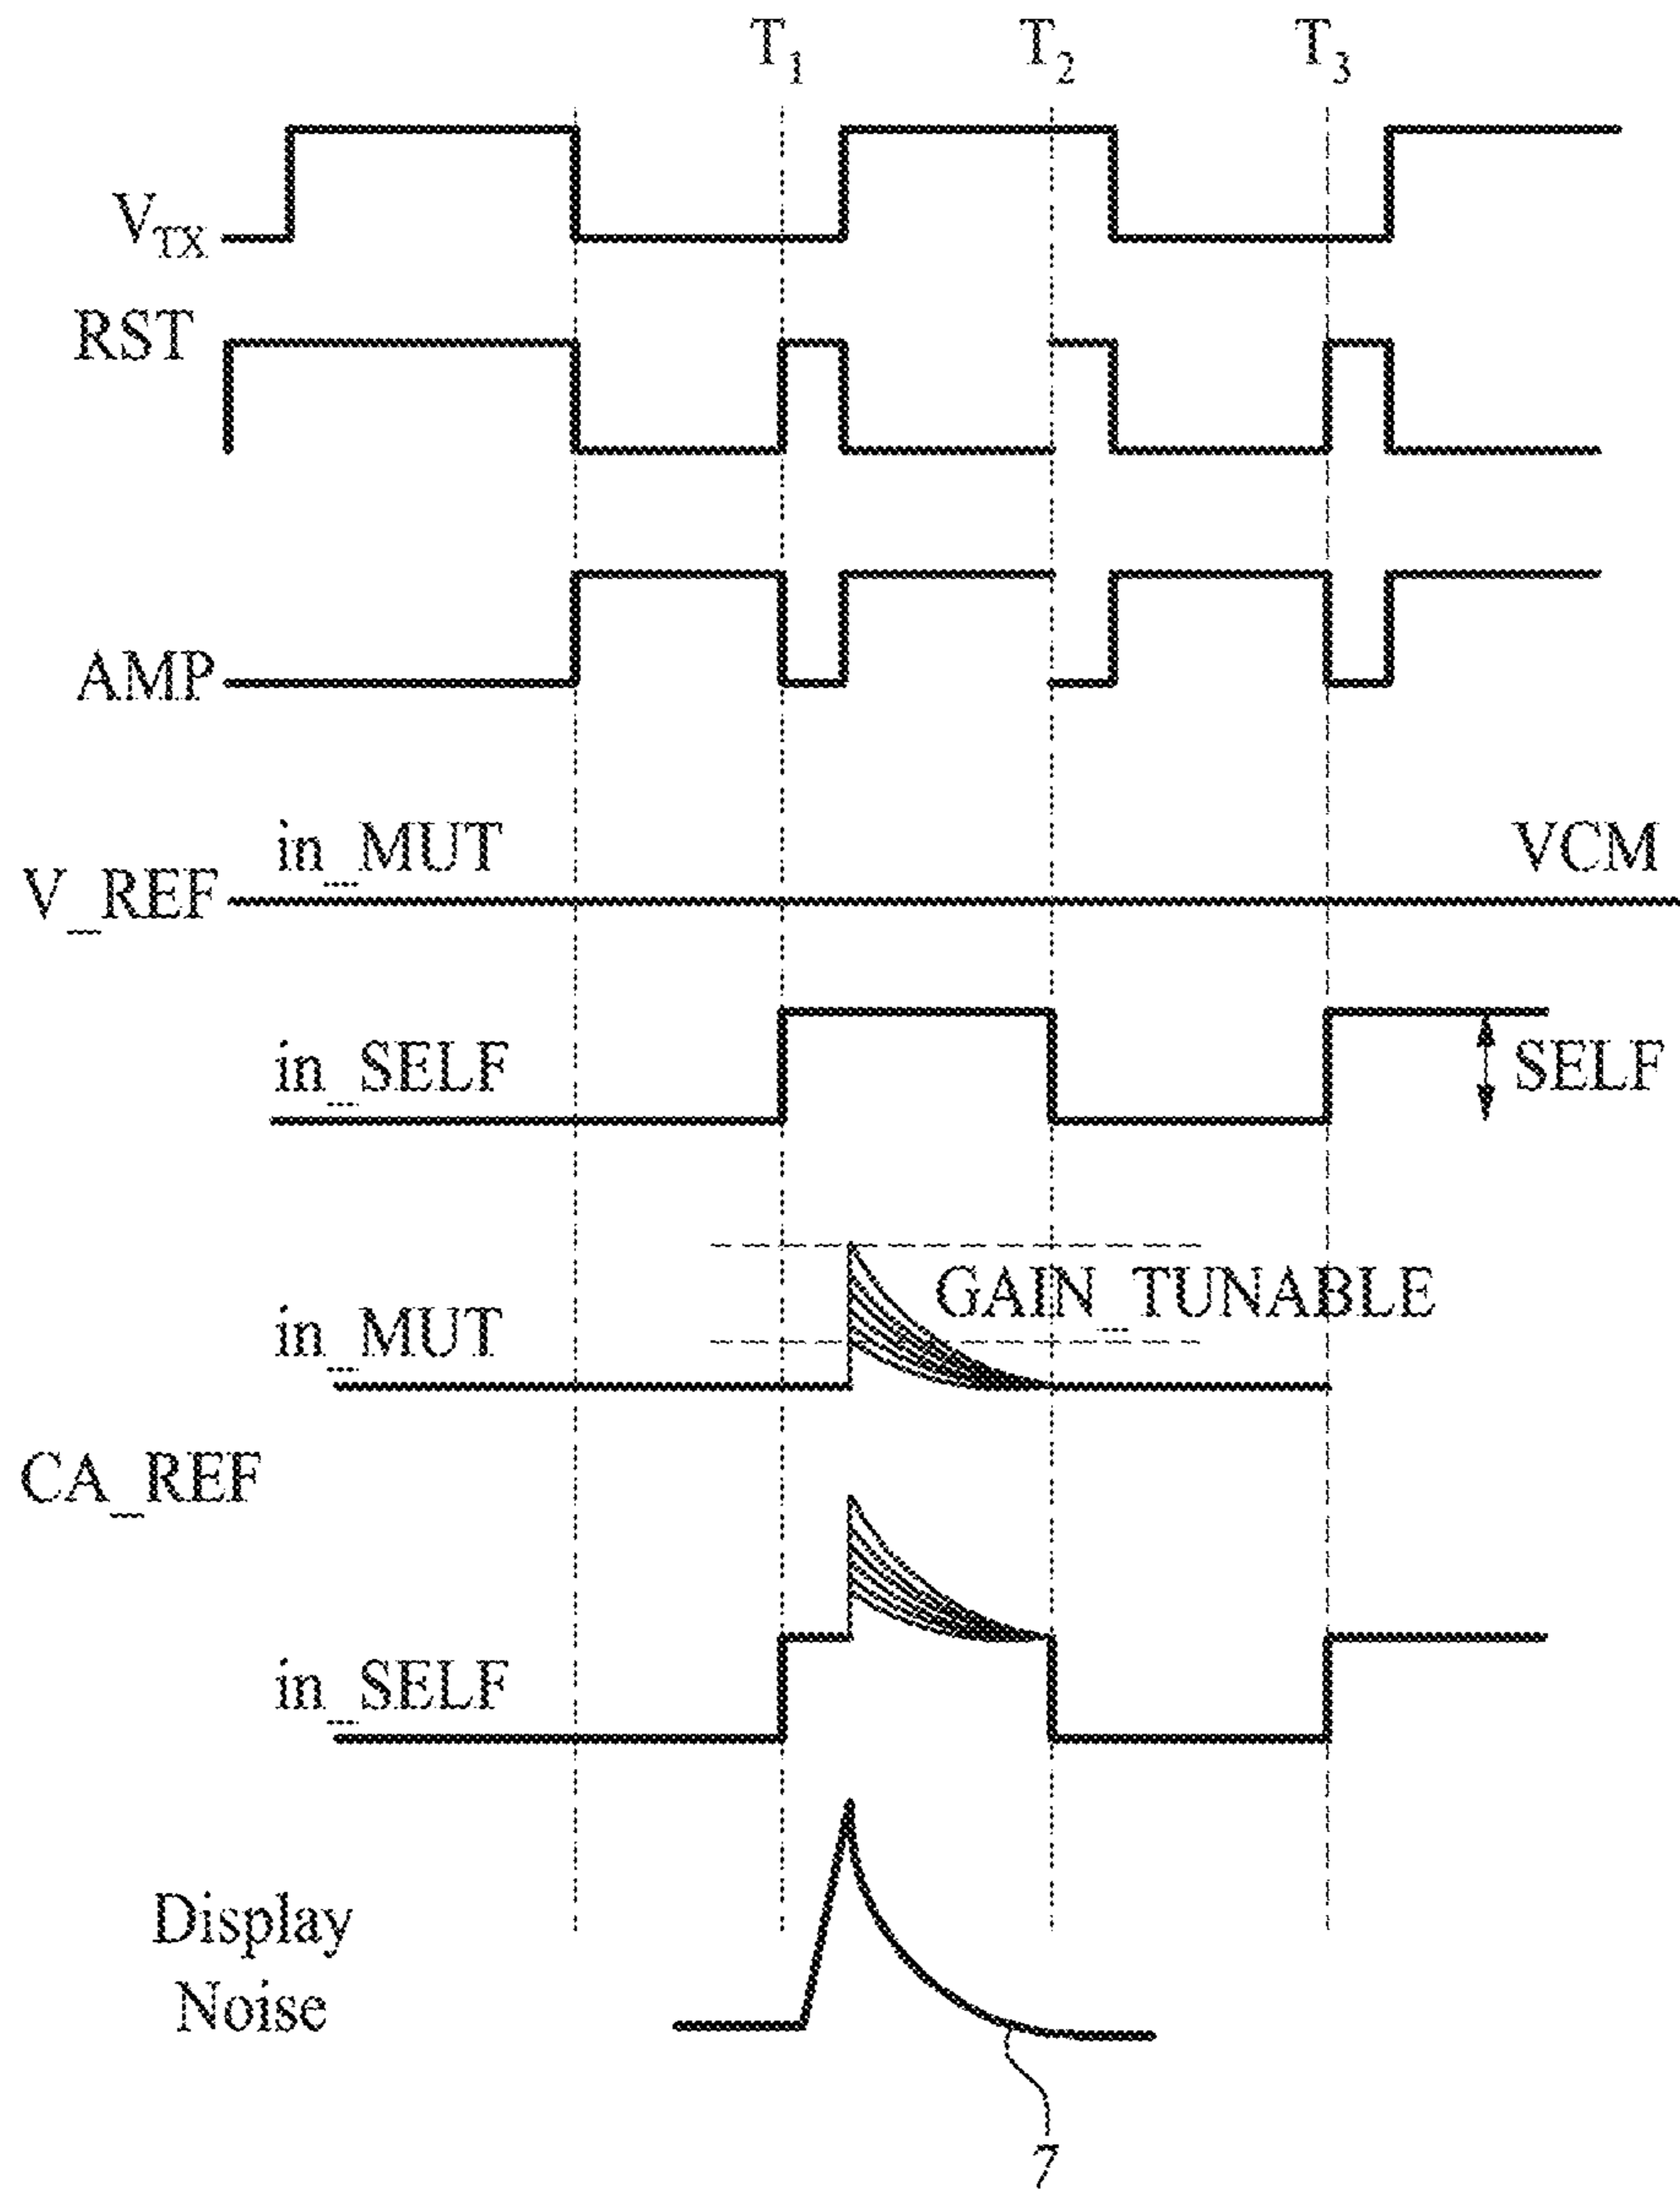 T1 T2 T3
VTX
RST
AMP
in_MUT VCM
V_REF
in_SELF SELF
GAIN_TUNABLE
in_MUT
CA_REF
in_SELF
Display
Noise
7